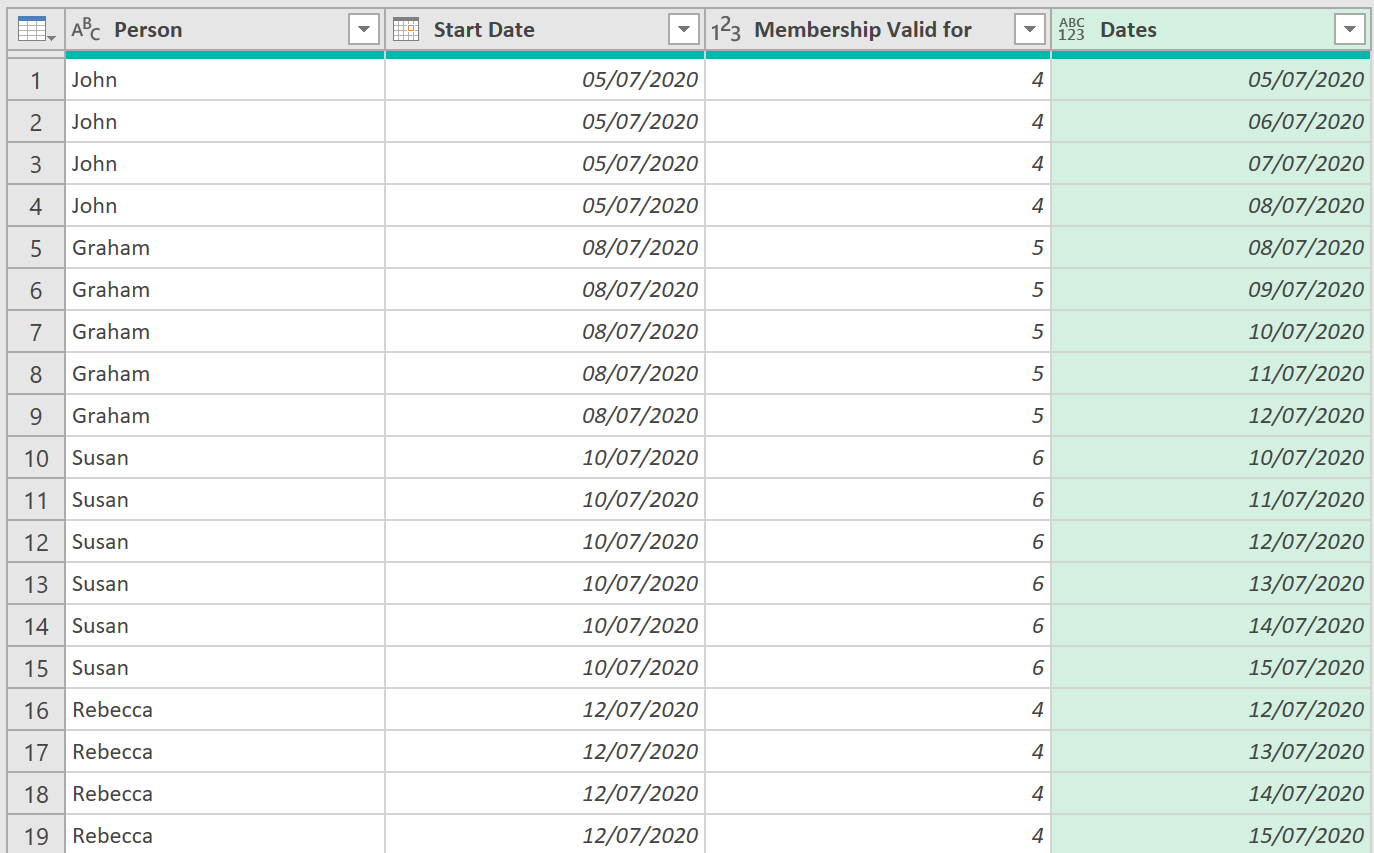 ABC Person Start Date 123 Membership Valid for ABC 123 Dates
1 John 05/07/2020 4 05/07/2020
2 John 05/07/2020 4 06/07/2020
3 John 05/07/2020 4 07/07/2020
4 John 05/07/2020 4 08/07/2020
5 Graham 08/07/2020 5 08/07/2020
6 Graham 08/07/2020 5 09/07/2020
7 Graham 08/07/2020 5 10/07/2020
8 Graham 08/07/2020 5 11/07/2020
9 Graham 08/07/2020 5 12/07/2020
10 Susan 10/07/2020 6 10/07/2020
11 Susan 10/07/2020 6 11/07/2020
12 Susan 10/07/2020 6 12/07/2020
13 Susan 10/07/2020 6 13/07/2020
14 Susan 10/07/2020 6 14/07/2020
15 Susan 10/07/2020 6 15/07/2020
16 Rebecca 12/07/2020 4 12/07/2020
17 Rebecca 12/07/2020 4 13/07/2020
18 Rebecca 12/07/2020 4 14/07/2020
19 Rebecca 12/07/2020 4 15/07/2020